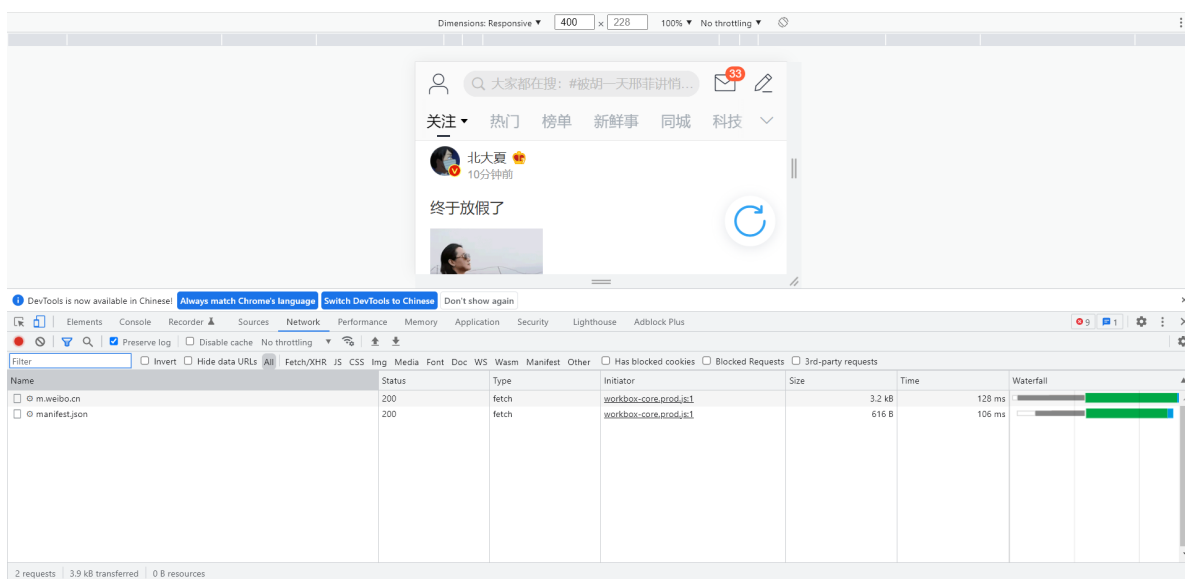 Dimensions: Responsive ▼ 400 × 228 100% ▼ No throttling ▼
大家都在搜：#被胡一天邢菲讲悄... 33
关注 热门 榜单 新鲜事 同城 科技
北大夏
10分钟前
终于放假了
DevTools is now available in Chinese! Always match Chrome's language Switch DevTools to Chinese Don't show again
Elements Console Recorder Sources Network Performance Memory Application Security Lighthouse Adblock Plus 9 1
Preserve log Disable cache No throttling ▼
Filter Invert Hide data URLs All Fetch/XHR JS CSS Img Media Font Doc WS Wasm Manifest Other Has blocked cookies Blocked Requests 3rd-party requests
Name Status Type Initiator Size Time Waterfall
m.weibo.cn 200 fetch workbox-core.prod.js:1 3.2 kB 128 ms
manifest.json 200 fetch workbox-core.prod.js:1 616 B 106 ms
2 requests 3.9 kB transferred 0 B resources